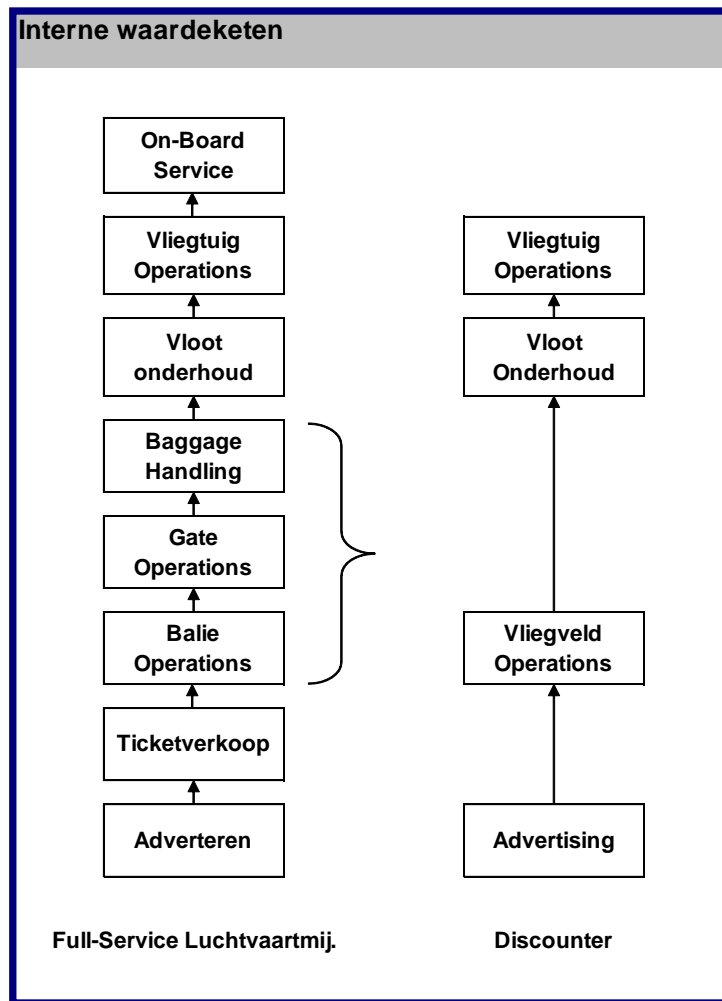 Interne waardeketen
On-Board
Service
Vliegtuig
Operations
Vloot
onderhoud
Baggage
Handling
Gate
Operations
Balie
Operations
Ticketverkoop
Adverteren
Full-Service Luchtvaartmij.
Vliegtuig
Operations
Vloot
Onderhoud
Vliegveld
Operations
Advertising
Discounter